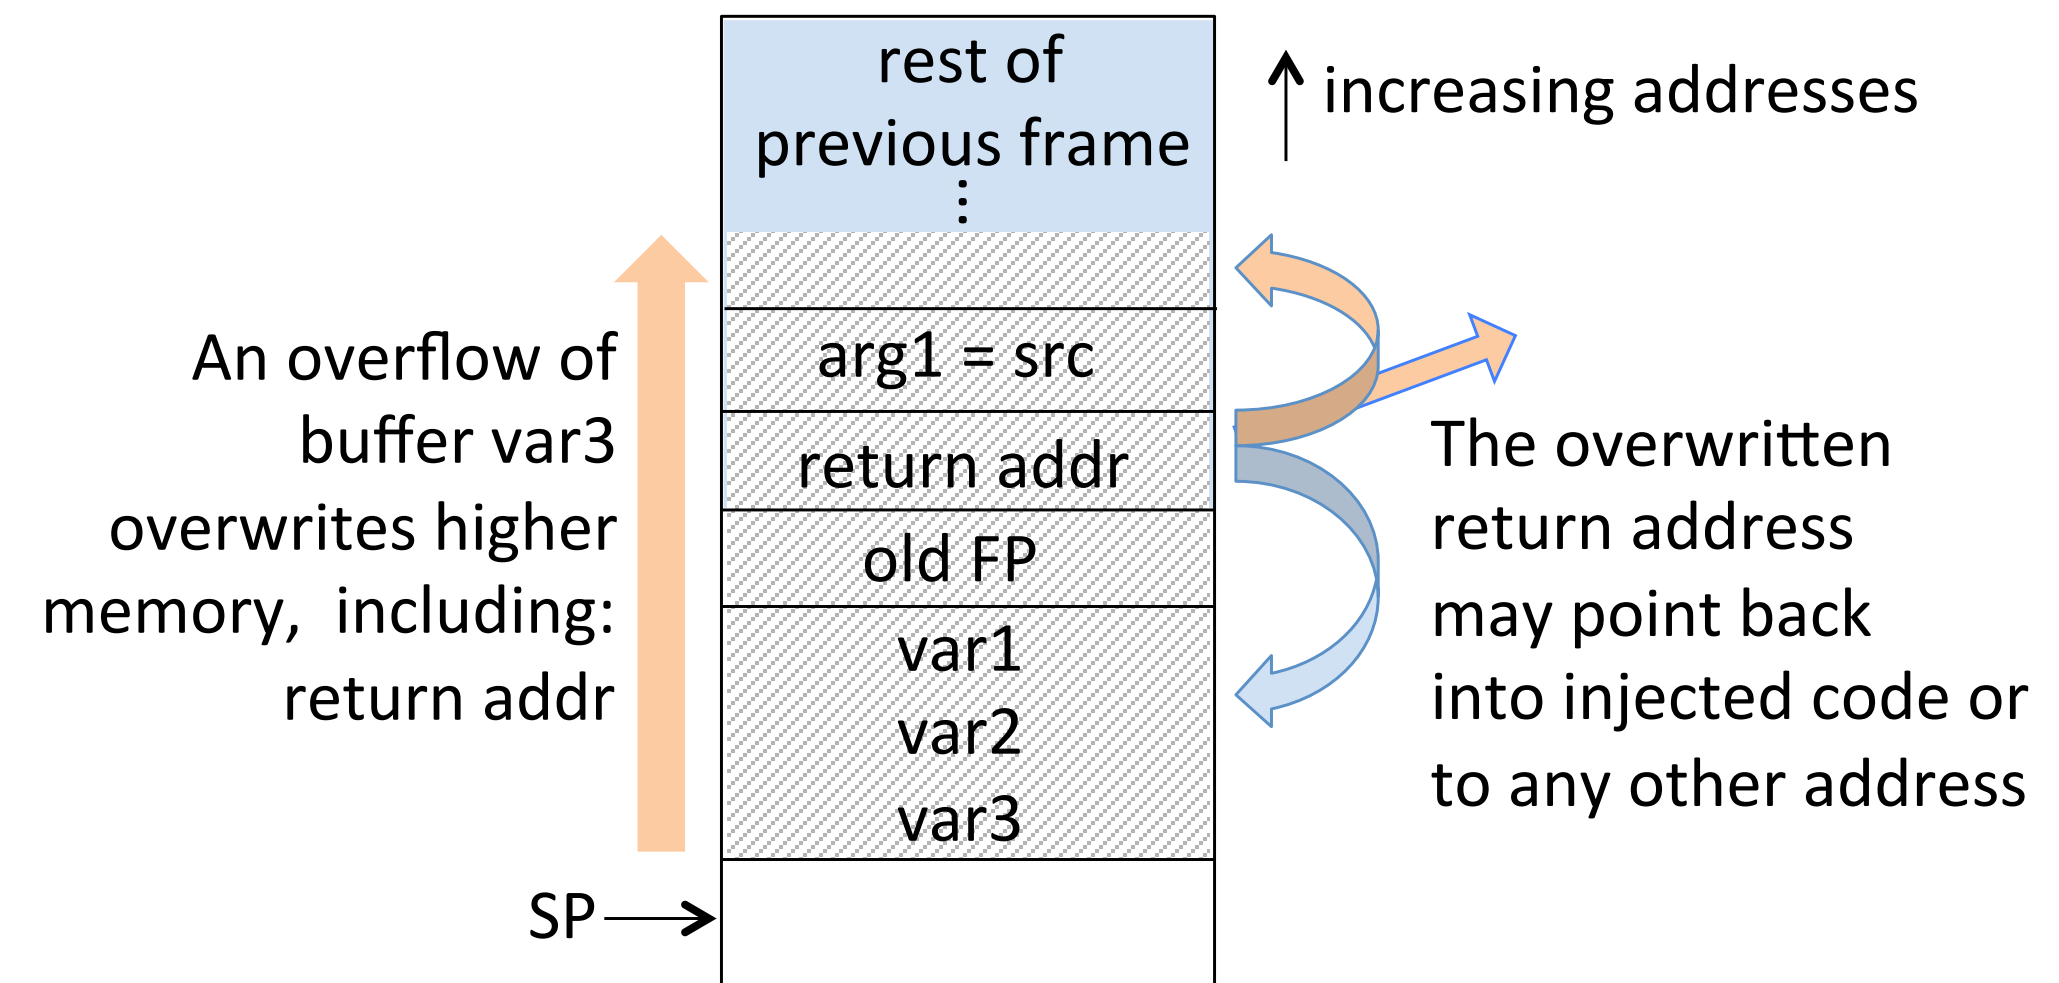 rest of
previous frame
⋮
increasing addresses
An overflow of
buffer var3
overwrites higher
memory, including:
return addr
arg1 = src
return addr
old FP
var1
var2
var3
SP
The overwritten
return address
may point back
into injected code or
to any other address